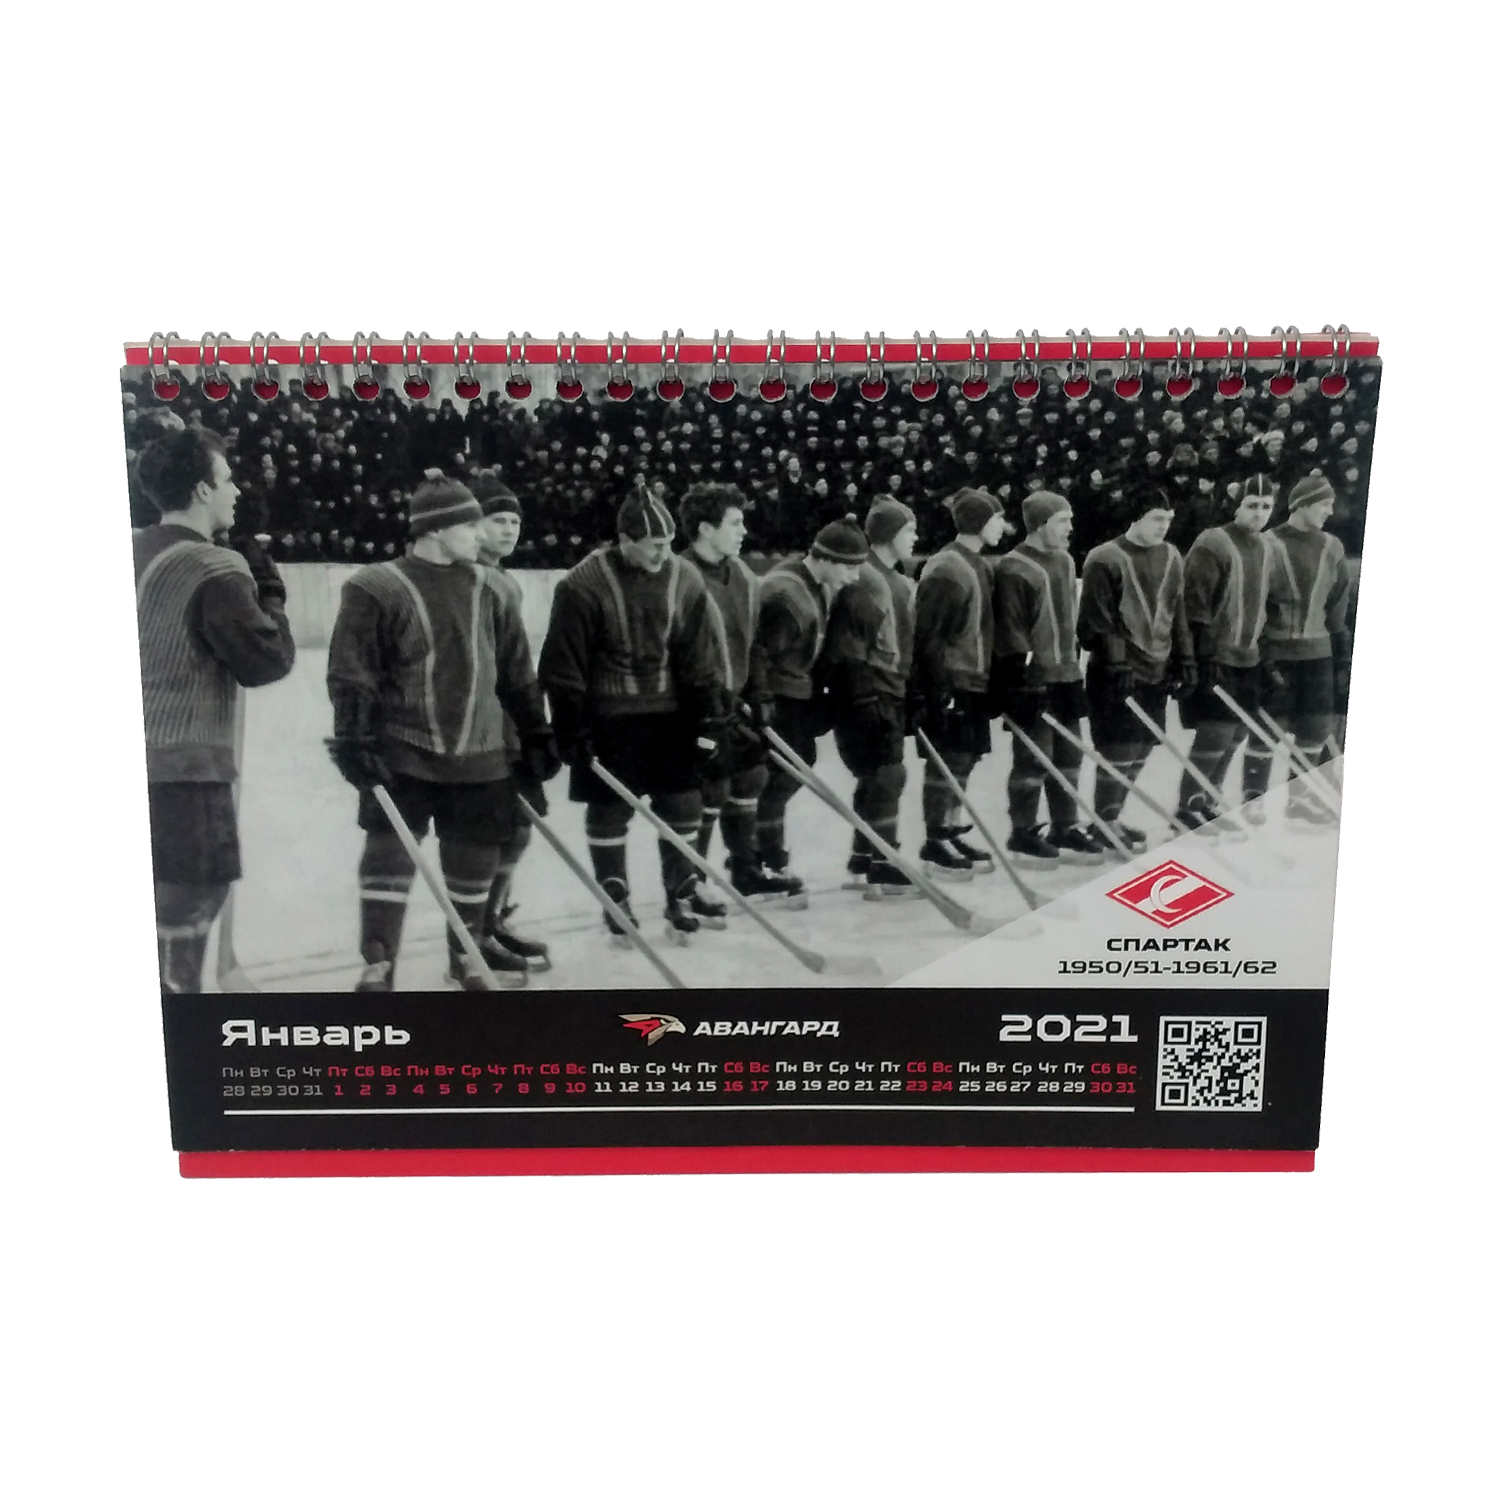 СПАРТАК
1950/51-1961/62
Январь
АВАНГАРД
2021
Пн Вт Ср Чт Пт Сб Вс Пн Вт Ср Чт Пт Сб Вс Пн Вт Ср Чт Пт Сб Вс Пн Вт Ср Чт Пт Сб Вс Пн Вт Ср Чт Пт Сб Вс
28 29 30 31 1 2 3 4 5 6 7 8 9 10 11 12 13 14 15 16 17 18 19 20 21 22 23 24 25 26 27 28 29 30 31